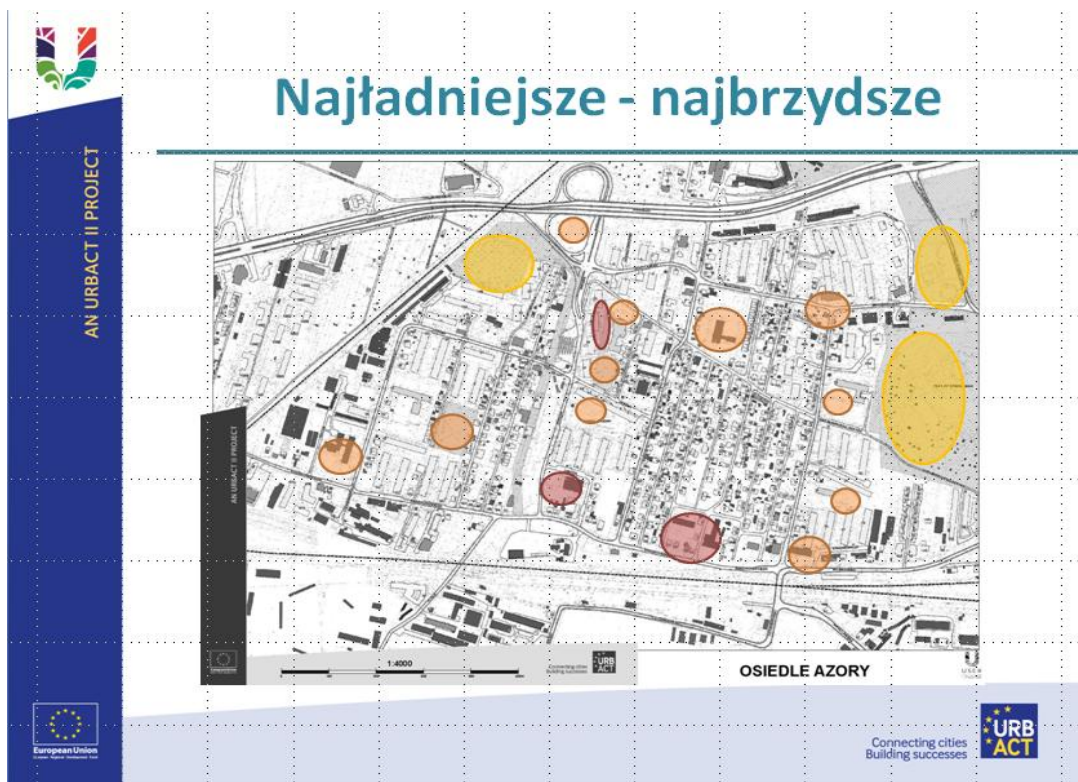 Najładniejsze - najbrzydsze
AN URBACT II PROJECT
AN URBACT II PROJECT
1:4000
Connecting cities
Building successes
URB
ACT
OSIEDLE AZORY
European Union
Connecting cities
Building successes
URB
ACT